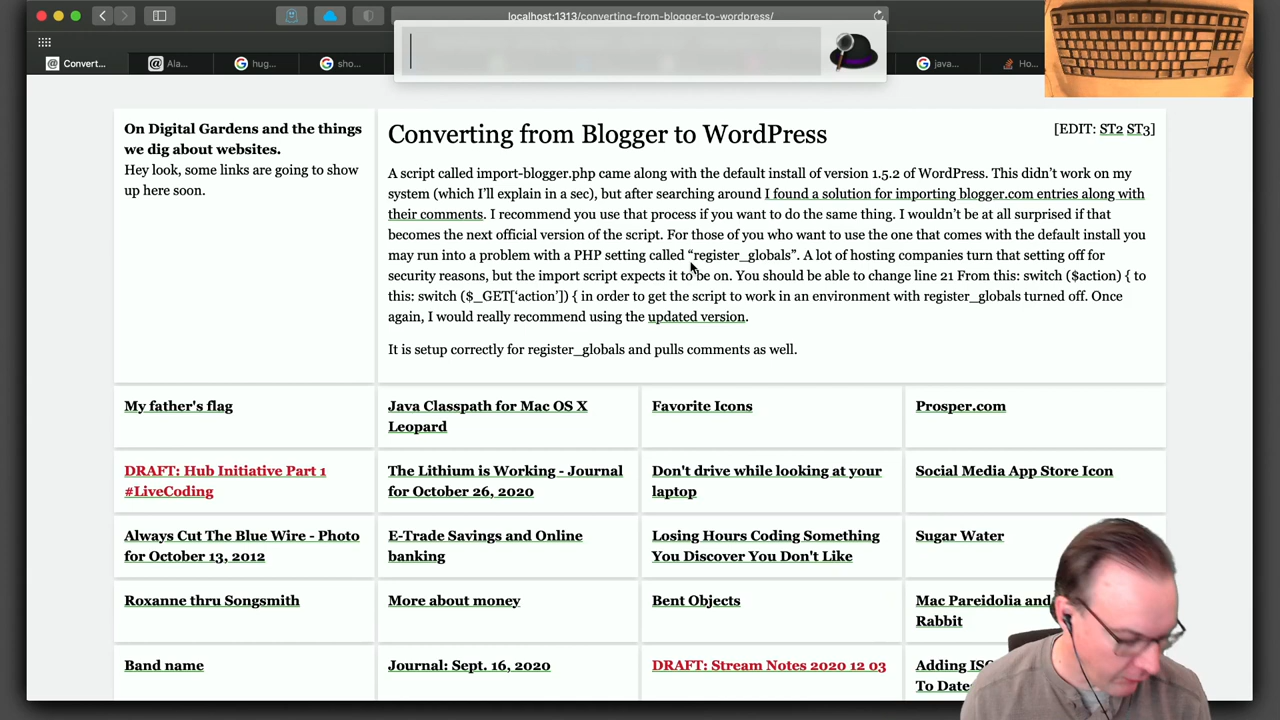 localhost:1313/converting-from-blogger-to-wordpress/
Convert...
Ala...
hug...
sho...
java...
Ho...
On Digital Gardens and the things
we dig about websites.
Hey look, some links are going to show
up here soon.
Converting from Blogger to WordPress
[EDIT: ST2 ST3]
A script called import-blogger.php came along with the default install of version 1.5.2 of WordPress. This didn’t work on my
system (which I’ll explain in a sec), but after searching around I found a solution for importing blogger.com entries along with
their comments. I recommend you use that process if you want to do the same thing. I wouldn’t be at all surprised if that
becomes the next official version of the script. For those of you who want to use the one that comes with the default install you
may run into a problem with a PHP setting called “register_globals”. A lot of hosting companies turn that setting off for
security reasons, but the import script expects it to be on. You should be able to change line 21 From this: switch ($action) { to
this: switch ($_GET[‘action’]) { in order to get the script to work in an environment with register_globals turned off. Once
again, I would really recommend using the updated version.
It is setup correctly for register_globals and pulls comments as well.
My father's flag
Java Classpath for Mac OS X
Leopard
Favorite Icons
Prosper.com
DRAFT: Hub Initiative Part 1
#LiveCoding
The Lithium is Working - Journal
for October 26, 2020
Don't drive while looking at your
laptop
Social Media App Store Icon
Always Cut The Blue Wire - Photo
for October 13, 2012
E-Trade Savings and Online
banking
Losing Hours Coding Something
You Discover You Don't Like
Sugar Water
Roxanne thru Songsmith
More about money
Bent Objects
Mac Pareidolia and
Rabbit
Band name
Journal: Sept. 16, 2020
DRAFT: Stream Notes 2020 12 03
Adding
To Date